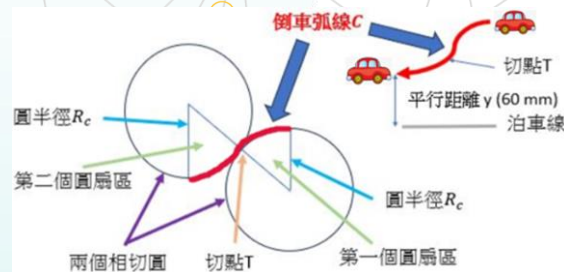 倒車弧線C
切點T
平行距離 y (60 mm)
泊車線
圓半徑R_c
第二個圓扇區
圓半徑R_c
兩個相切圓
切點T
第一個圓扇區